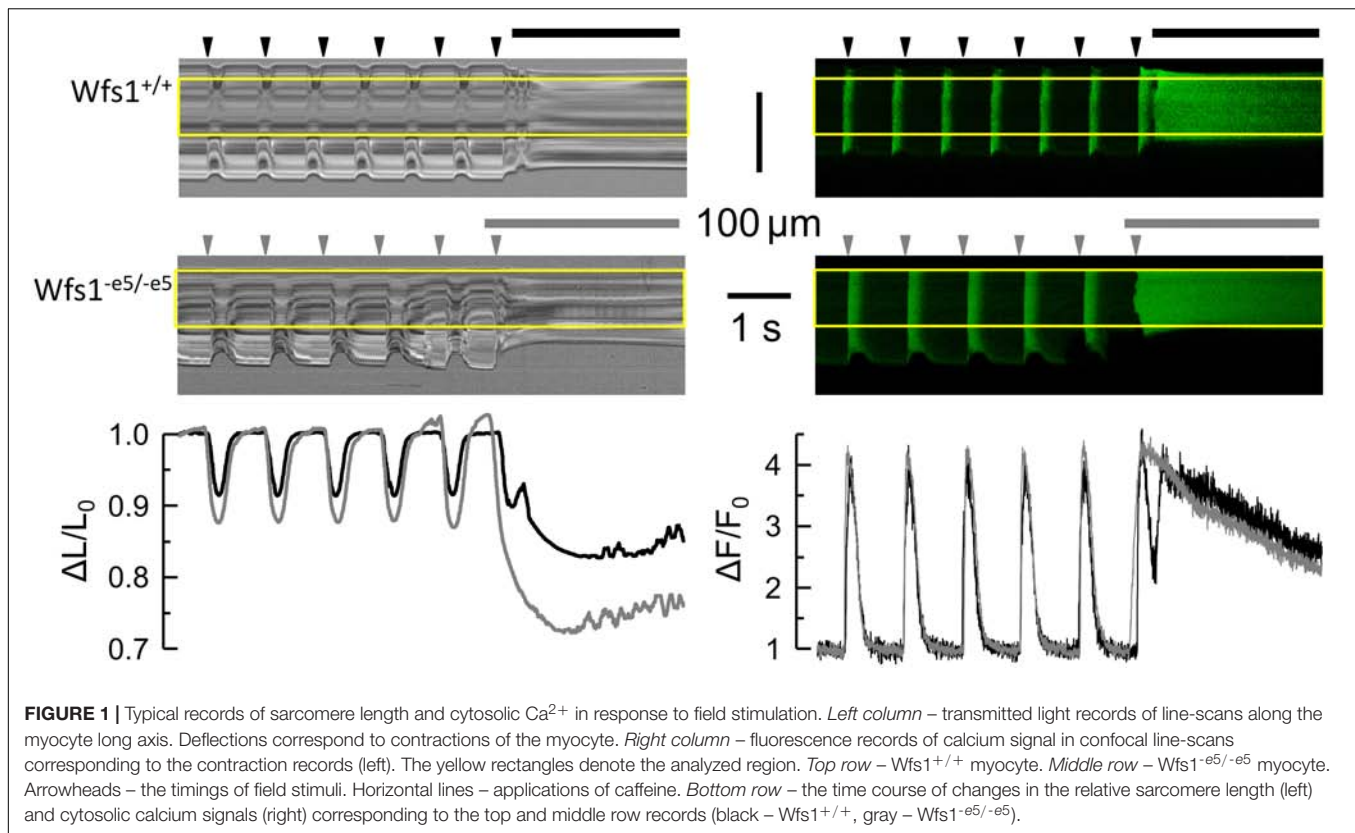 Wfs1+/+
100 µm
Wfs1-e5/-e5
1 s
1.0
0.9
0.8
0.7
ΔL/L0
4
3
2
1
ΔF/F0
FIGURE 1 | Typical records of sarcomere length and cytosolic Ca2+ in response to field stimulation. Left column – transmitted light records of line-scans along the
myocyte long axis. Deflections correspond to contractions of the myocyte. Right column – fluorescence records of calcium signal in confocal line-scans
corresponding to the contraction records (left). The yellow rectangles denote the analyzed region. Top row – Wfs1+/+ myocyte. Middle row – Wfs1-e5/-e5 myocyte.
Arrowheads – the timings of field stimuli. Horizontal lines – applications of caffeine. Bottom row – the time course of changes in the relative sarcomere length (left)
and cytosolic calcium signals (right) corresponding to the top and middle row records (black – Wfs1+/+, gray – Wfs1-e5/-e5).